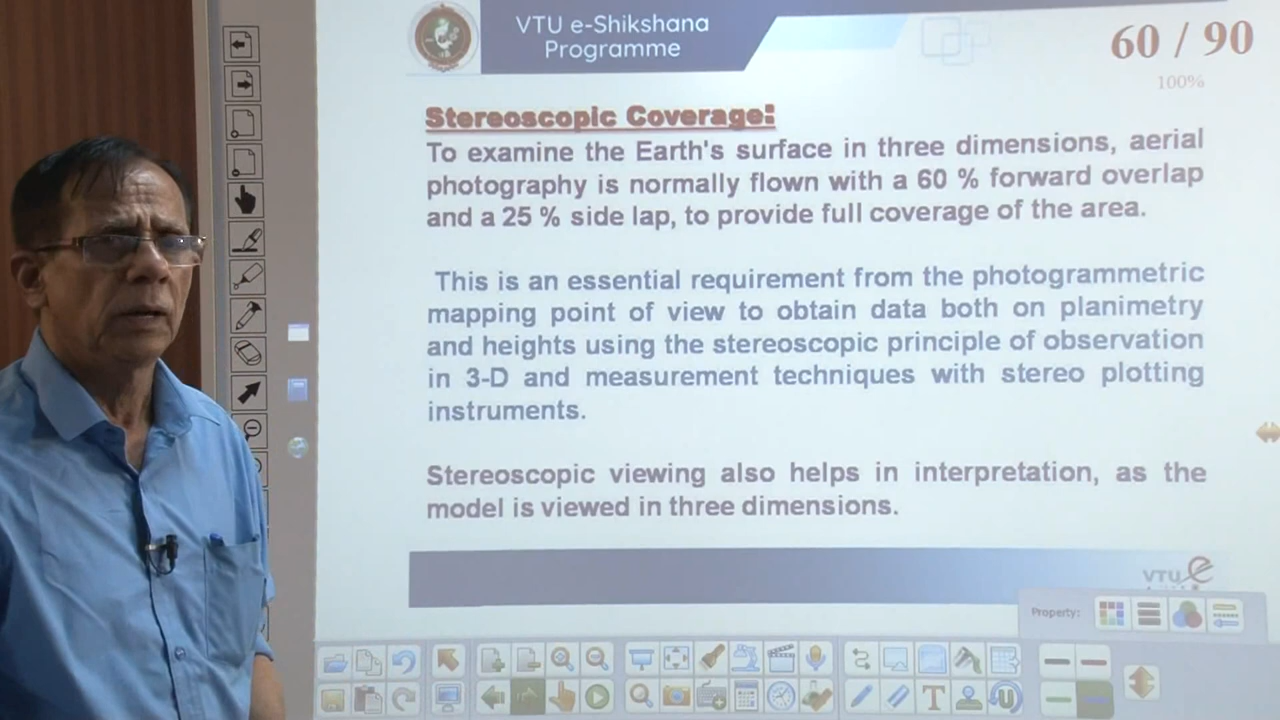 VTU e-Shikshana
Programme
60 / 90
100%
Stereoscopic Coverage:
To examine the Earth's surface in three dimensions, aerial
photography is normally flown with a 60 % forward overlap
and a 25 % side lap, to provide full coverage of the area.
This is an essential requirement from the photogrammetric
mapping point of view to obtain data both on planimetry
and heights using the stereoscopic principle of observation
in 3-D and measurement techniques with stereo plotting
instruments.
Stereoscopic viewing also helps in interpretation, as the
model is viewed in three dimensions.
VTU e
Property: